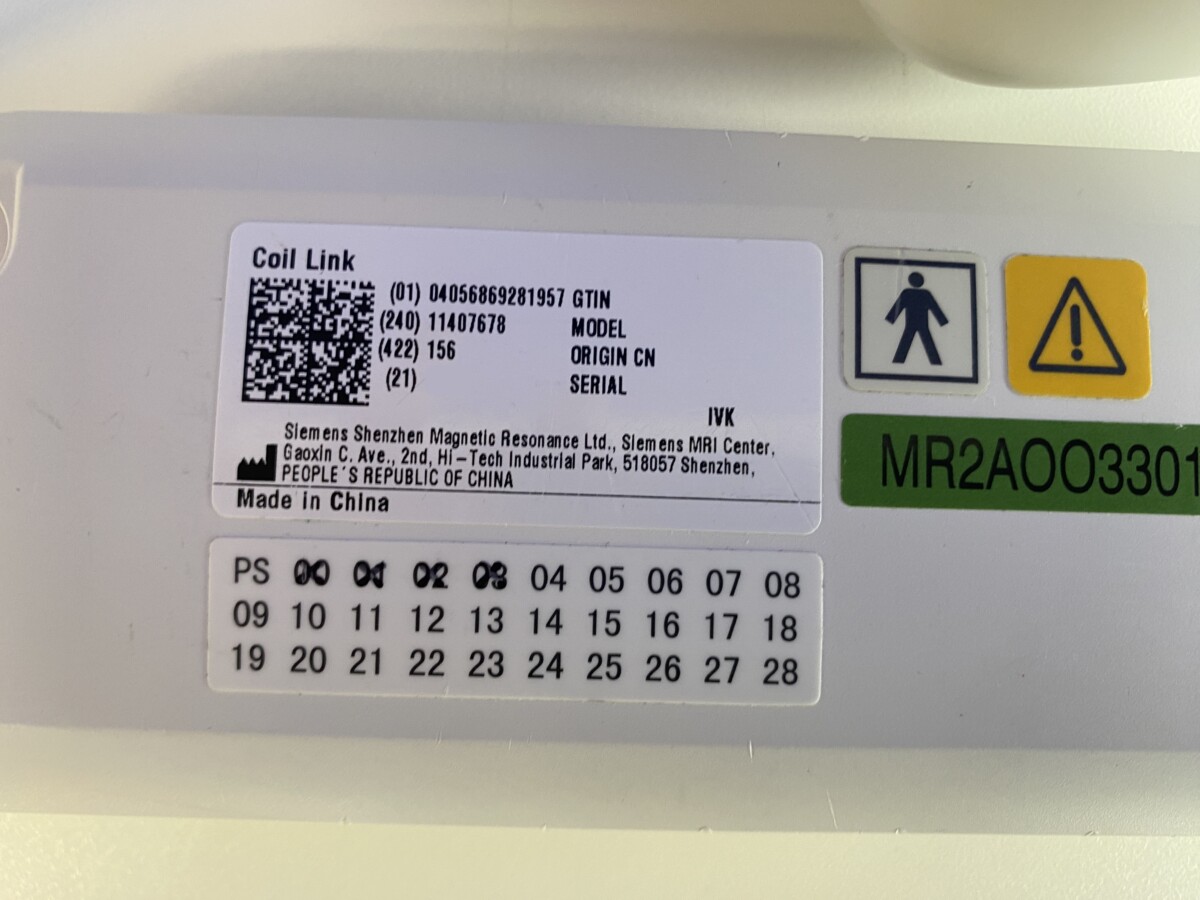 Coil Link
(01) 04056869281957 GTIN
(240) 11407678 MODEL
(422) 156 ORIGIN CN
(21) SERIAL
IVK
Siemens Shenzhen Magnetic Resonance Ltd., Siemens MRI Center,
Gaoxin C. Ave., 2nd, Hi-Tech Industrial Park, 518057 Shenzhen,
PEOPLE´S REPUBLIC OF CHINA
Made in China
MR2AOO3301
PS 00 01 02 03 04 05 06 07 08
09 10 11 12 13 14 15 16 17 18
19 20 21 22 23 24 25 26 27 28